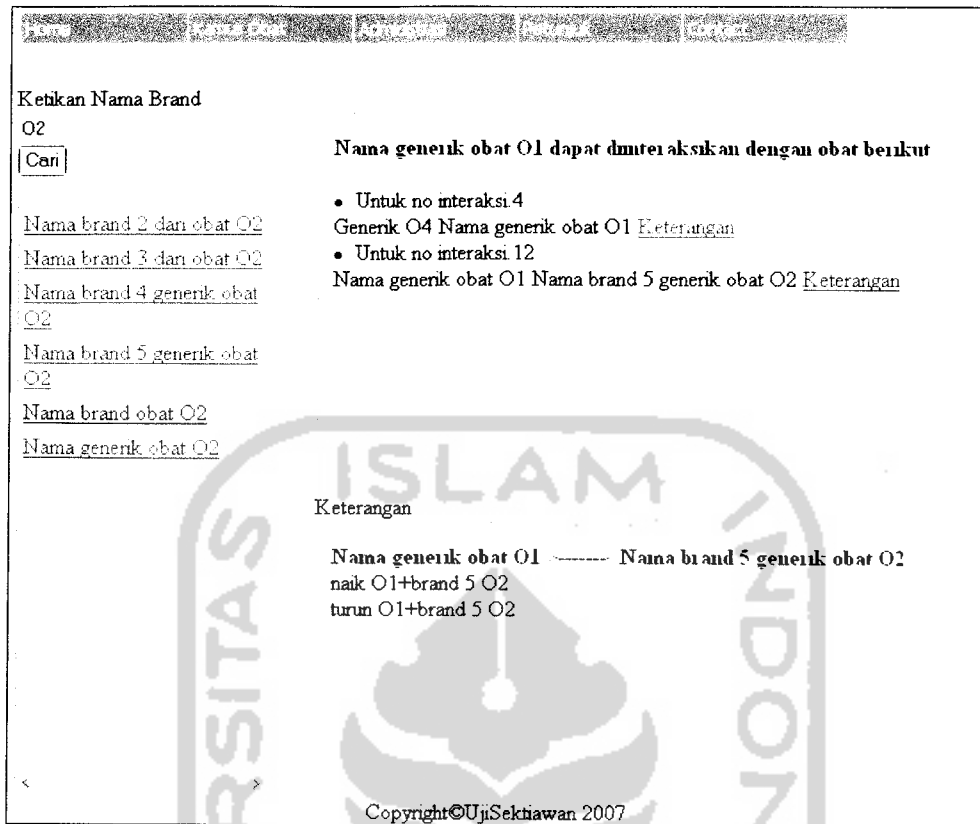 Home
Ketikan Nama Brand
O2
Cari
Nama brand 2 dari obat O2
Nama brand 3 dari obat O2
Nama brand 4 generik obat
O2
Nama brand 5 generik obat
O2
Nama brand obat O2
Nama generik obat O2
Nama generik obat O1 dapat diinteraksikan dengan obat berikut
• Untuk no interaksi.4
Generik O4 Nama generik obat O1 Keterangan
• Untuk no interaksi.12
Nama generik obat O1 Nama brand 5 generik obat O2 Keterangan
Keterangan
Nama generik obat O1 ------- Nama brand 5 generik obat O2
naik O1+brand 5 O2
turun O1+brand 5 O2
ISLAM
INDON
RSITAS
Copyright©UjiSektiawan 2007